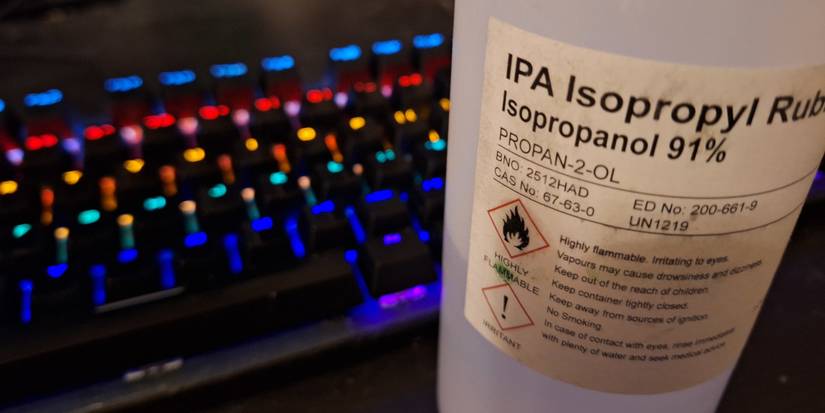 IPA Isopropyl Rub
Isopropanol 91%
PROPAN-2-OL
BNO: 2512HAD
CAS No: 67-63-0
ED No: 200-661-9
UN1219
HIGHLY
FLAMMABLE
IRRITANT
Highly flammable. Irritating to eyes.
Vapours may cause drowsiness and dizziness.
Keep out of the reach of children.
Keep container tightly closed.
Keep away from sources of ignition.
No Smoking.
In case of contact with eyes, rinse immediately
with plenty of water and seek medical advice.